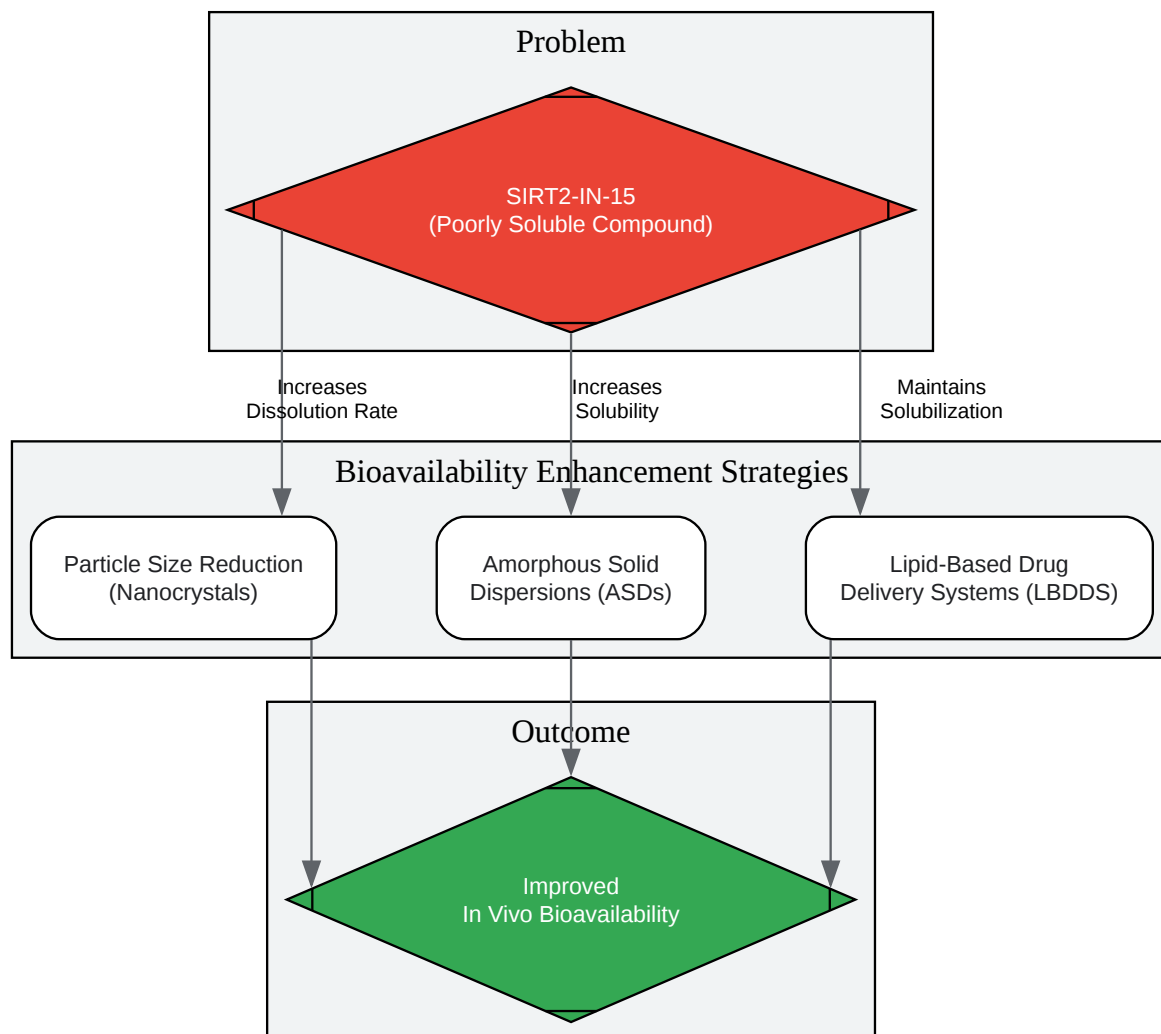 Problem
SIRT2-IN-15
(Poorly Soluble Compound)
Increases
Dissolution Rate
Increases
Solubility
Maintains
Solubilization
Bioavailability Enhancement Strategies
Particle Size Reduction
(Nanocrystals)
Amorphous Solid
Dispersions (ASDs)
Lipid-Based Drug
Delivery Systems (LBDDS)
Outcome
Improved
In Vivo Bioavailability